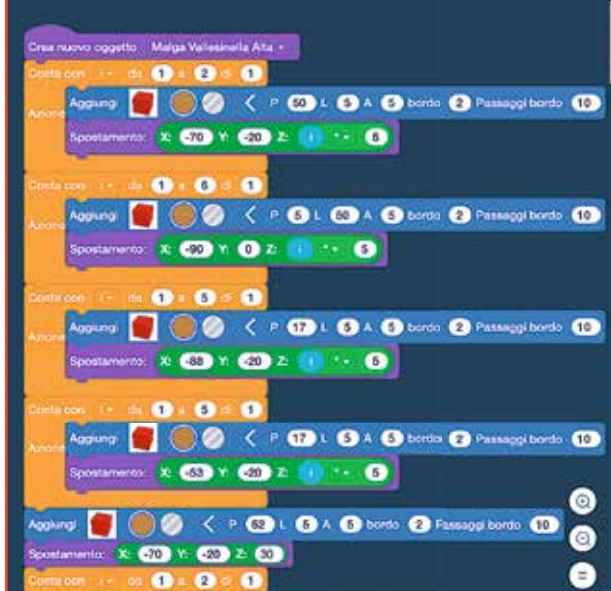 Crea nuovo oggetto Malga Vallesinella Alta
Conta con i da 1 a 2 di 1
Aggiungi P 50 L 5 A 5 bordo 2 Passaggi bordo 10
Azione
Spostamento: X: -70 Y: -20 Z: i * 5
Conta con i da 1 a 6 di 1
Aggiungi P 5 L 50 A 5 bordo 2 Passaggi bordo 10
Azione
Spostamento: X: -90 Y: 0 Z: i * 5
Conta con i da 1 a 5 di 1
Aggiungi P 17 L 5 A 5 bordo 2 Passaggi bordo 10
Azione
Spostamento: X: -88 Y: -20 Z: i * 5
Conta con i da 1 a 5 di 1
Aggiungi P 17 L 5 A 5 bordo 2 Passaggi bordo 10
Azione
Spostamento: X: -53 Y: -20 Z: i * 5
Aggiungi P 52 L 5 A 5 bordo 2 Passaggi bordo 10
Spostamento: X: -70 Y: -20 Z: 30
Conta con i da 1 a 2 di 1